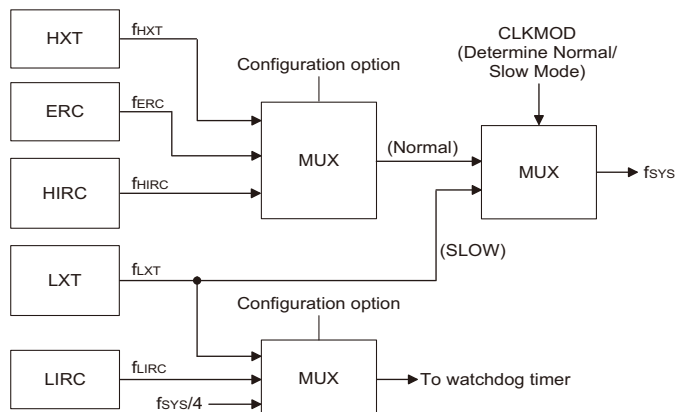 HXT
fHXT
ERC
fERC
HIRC
fHIRC
LXT
fLXT
LIRC
fLIRC
fSYS/4
Configuration option
MUX
(Normal)
(SLOW)
CLKMOD
(Determine Normal/
Slow Mode)
MUX
fSYS
Configuration option
MUX
To watchdog timer